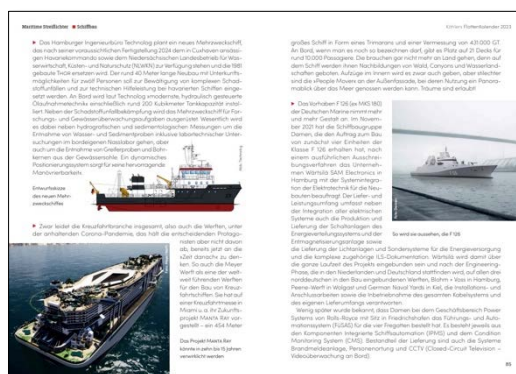 Maritime Streiflichter ■ Schiffbau
▶ Das Hamburger Ingenieurbüro Technolog plant ein neues Mehrzweckschiff,
das nach seiner voraussichtlichen Fertigstellung 2024 dem in Cuxhaven ansässi-
gen Havariekommando sowie dem Niedersächsischen Landesbetrieb für Was-
serwirtschaft, Küsten- und Naturschutz (NLWKN) zur Verfügung stehen und die 1981
gebaute
ersetzen wird. Der rund 40 Meter lange Neubau mit Unterkunfts-
möglichkeiten für zwölf Personen soll zur Bewältigung von komplexen Schad-
stoffunfällen und zur technischen Hilfeleistung bei havarierten Schiffen einge-
setzt werden. An Bord wird laut Technolog »modernste, hydraulisch gesteuerte
Ölaufnahmetechnik« einschließlich rund 200 Kubikmeter Tankkapazität instal-
liert. Neben der Schadstoffunfallbekämpfung wird das Mehrzweckschiff für For-
schungs- und Gewässerüberwachungsaufgaben ausgerüstet. Wesentlich wird
es dabei neben hydrografischen und sedimentologischen Messungen um die
Entnahme von Wasser- und Sedimentproben inklusive labortechnischer Unter-
suchungen im bordeigenen Nasslabor gehen, aber
auch um die Entnahme von Greiferproben und Bohr-
kernen aus der Gewässersohle. Ein dynamisches
Positionierungssystem sorgt für eine hervorragende
Manövrierbarkeit.
Entwurfsskizze
des neuen Mehr-
zweckschiffes
▶ Zwar leidet die Kreuzfahrtbranche insgesamt, also auch die Werften, unter
der anhaltenden Corona-Pandemie, das hält die entscheidenden Protago-
nisten aber nicht davon
ab, bereits jetzt an die
»Zeit danach« zu den-
ken. So auch die Meyer
Werft als eine der welt-
weit führenden Werften
für den Bau von Kreuz-
fahrtschiffen. Sie hat auf
einer Kreuzfahrtmesse in
Miami u. a. ihr Zukunfts-
projekt Mateya Kei vor-
gestellt – ein 454 Meter
Das Projekt
könnte in zehn bis 15 Jahren
verwirklicht werden
Köhlers FlottenKalender 2023
großes Schiff in Form eines Trimarans und einer Vermessung von 431.000 GT.
An Bord, wenn man es noch so bezeichnen darf, gibt es Platz auf 21 Decks für
rund 10.000 Passagiere. Die brauchen gar nicht mehr an Land gehen, denn auf
dem Schiff werden ihnen Nachbildungen von Wald, Canyons und Wasserland-
schaften geboten. Aufzüge im Innern wird es zwar auch geben, aber stilechter
sind die »People Mover« an der Außenfassade, bei deren Nutzung ein Panora-
mablick über das Meer genossen werden kann. Träume sind erlaubt!
▶ Das Vorhaben F 126 (ex MKS 180)
der Deutschen Marine nimmt mehr
und mehr Gestalt an. Im Novem-
ber 2021 hat die Schiffbaugruppe
Damen, die den Auftrag zum Bau
von zunächst vier Einheiten der
Klasse F 126 erhalten hat, nach
einem ausführlichen Ausschrei-
bungsverfahren das Unterneh-
men Wärtsilä SAM Electronics in
Hamburg mit der Systemintegra-
tion der Elektrotechnik für die Neu-
bauten beauftragt. Der Liefer- und
Leistungsumfang umfasst neben
der Integration aller elektrischen
Systeme auch die Produktion und
Lieferung der Schaltanlagen des
Energieverteilungssystems und der
Entmagnetisierungsanlage sowie
die Lieferung der Lichtanlagen und Sondersysteme für die Energieversorgung
und die komplexe zugehörige ILS-Dokumentation. Wärtsilä wird damit über
die ganze Laufzeit des Projekts eingebunden sein und nach der Engineering-
Phase, die in den Niederlanden und Deutschland stattfinden wird, auf allen drei
norddeutschen in den Bau eingebundenen Werften, Blohm + Voss in Hamburg,
Peene-Werft in Wolgast und German Naval Yards in Kiel, die Installations- und
Anschlussarbeiten sowie die Inbetriebnahme des gesamten Kabelsystems und
des eigenen Lieferumfangs verantworten.
Wenig später wurde bekannt, dass Damen bei dem Geschäftsbereich Power
Systems von Rolls-Royce mit Sitz in Friedrichshafen das Führungs- und Auto-
mationssystem (FüSAS) für die vier Fregatten bestellt hat. Es besteht jeweils aus
den Komponenten Integrierte Schiffsautomation (IPMS) und dem Condition
Monitoring System (CMS). Bestandteil der Lieferung sind auch die Systeme
Brandmeldeanlage, Personenortung und CCTV (Closed-Circuit Television –
Videoüberwachung an Bord).
So wird sie aussehen, die F 126